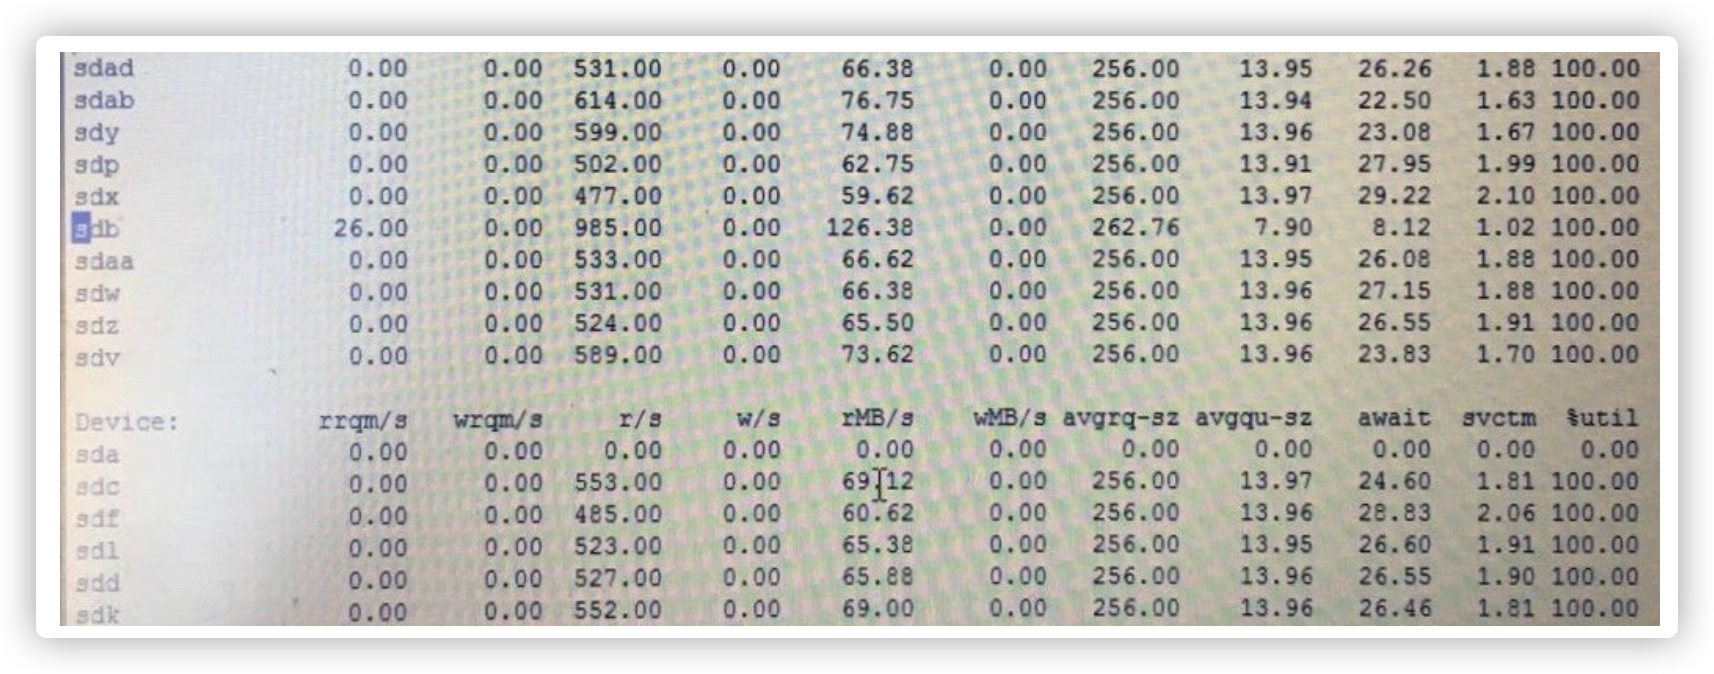 sdad 0.00 0.00 531.00 0.00 66.38 0.00 256.00 13.95 26.26 1.88 100.00
sdab 0.00 0.00 614.00 0.00 76.75 0.00 256.00 13.94 22.50 1.63 100.00
sdy 0.00 0.00 599.00 0.00 74.88 0.00 256.00 13.96 23.08 1.67 100.00
sdp 0.00 0.00 502.00 0.00 62.75 0.00 256.00 13.91 27.95 1.99 100.00
sdx 0.00 0.00 477.00 0.00 59.62 0.00 256.00 13.97 29.22 2.10 100.00
sdb 26.00 0.00 985.00 0.00 126.38 0.00 262.76 7.90 8.12 1.02 100.00
sdaa 0.00 0.00 533.00 0.00 66.62 0.00 256.00 13.95 26.08 1.88 100.00
sdw 0.00 0.00 531.00 0.00 66.38 0.00 256.00 13.96 27.15 1.88 100.00
sdz 0.00 0.00 524.00 0.00 65.50 0.00 256.00 13.96 26.55 1.91 100.00
sdv 0.00 0.00 589.00 0.00 73.62 0.00 256.00 13.96 23.83 1.70 100.00
Device: rrqm/s wrqm/s r/s w/s rMB/s wMB/s avgrq-sz avgqu-sz await svctm %util
sda 0.00 0.00 0.00 0.00 0.00 0.00 0.00 0.00 0.00 0.00 0.00
sdc 0.00 0.00 553.00 0.00 69.12 0.00 256.00 13.97 24.60 1.81 100.00
sdf 0.00 0.00 485.00 0.00 60.62 0.00 256.00 13.96 28.83 2.06 100.00
sdl 0.00 0.00 523.00 0.00 65.38 0.00 256.00 13.95 26.60 1.91 100.00
sdd 0.00 0.00 527.00 0.00 65.88 0.00 256.00 13.96 26.55 1.90 100.00
sdk 0.00 0.00 552.00 0.00 69.00 0.00 256.00 13.96 26.46 1.81 100.00